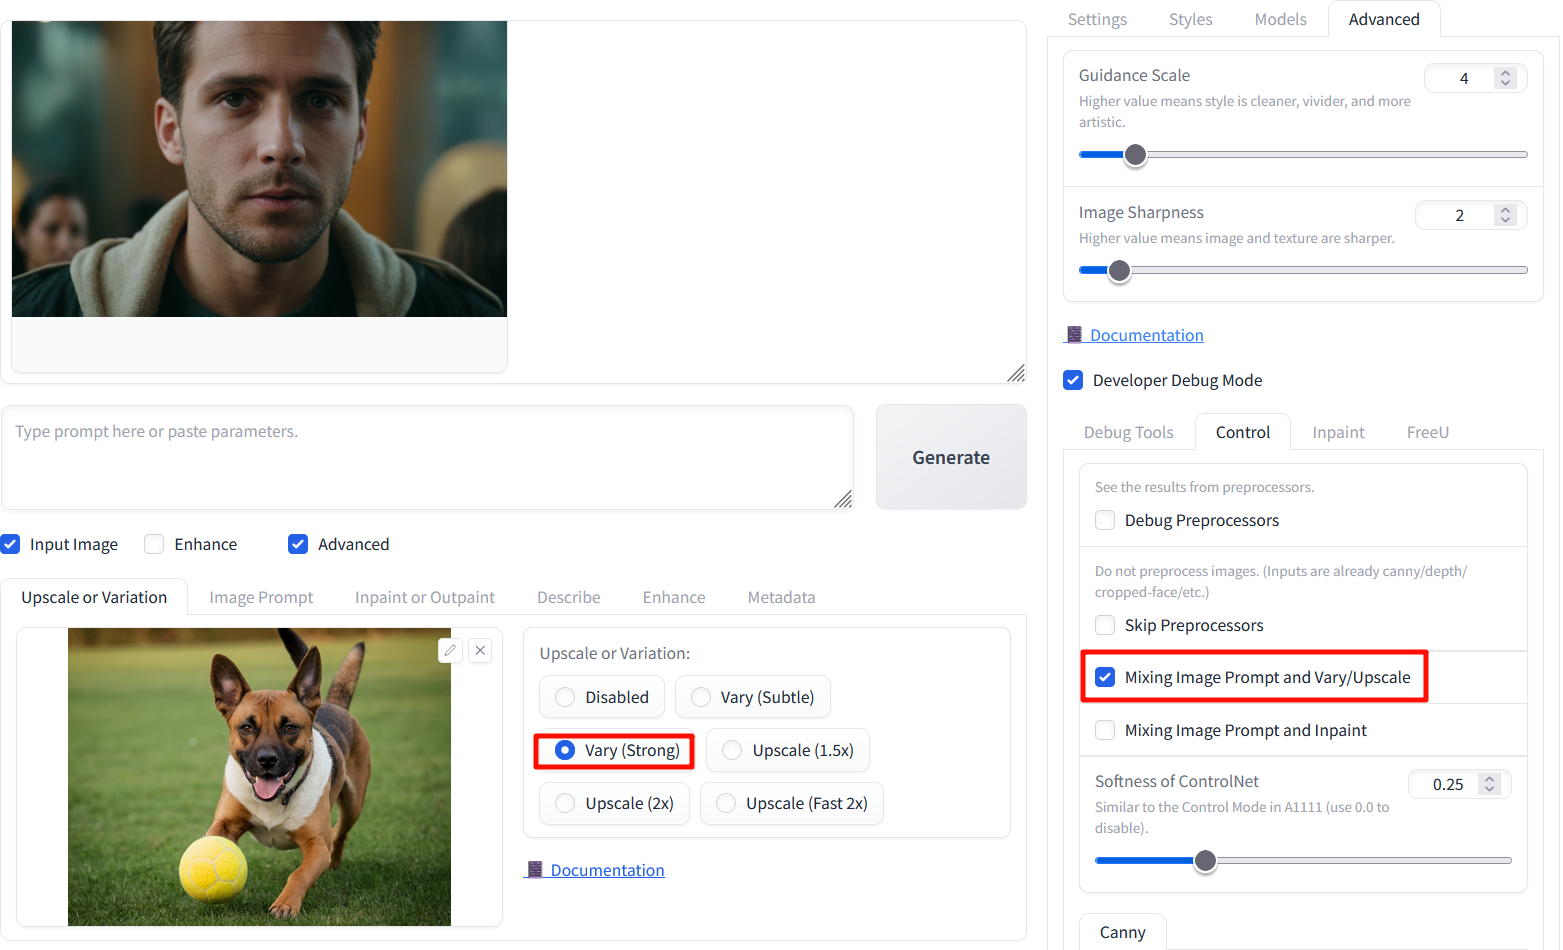 Settings
Styles
Models
Advanced
Guidance Scale
4
Higher value means style is cleaner, vivider, and more
artistic.
Image Sharpness
2
Higher value means image and texture are sharper.
Documentation
Developer Debug Mode
Type prompt here or paste parameters.
Generate
Debug Tools
Control
Inpaint
FreeU
See the results from preprocessors.
Debug Preprocessors
Input Image
Enhance
Advanced
Do not preprocess images. (Inputs are already canny/depth/
cropped-face/etc.)
Skip Preprocessors
Upscale or Variation
Image Prompt
Inpaint or Outpaint
Describe
Enhance
Metadata
Upscale or Variation:
Disabled
Vary (Subtle)
Vary (Strong)
Upscale (1.5x)
Upscale (2x)
Upscale (Fast 2x)
Documentation
Mixing Image Prompt and Vary/Upscale
Mixing Image Prompt and Inpaint
Softness of ControlNet
0.25
Similar to the Control Mode in A1111 (use 0.0 to
disable).
Canny